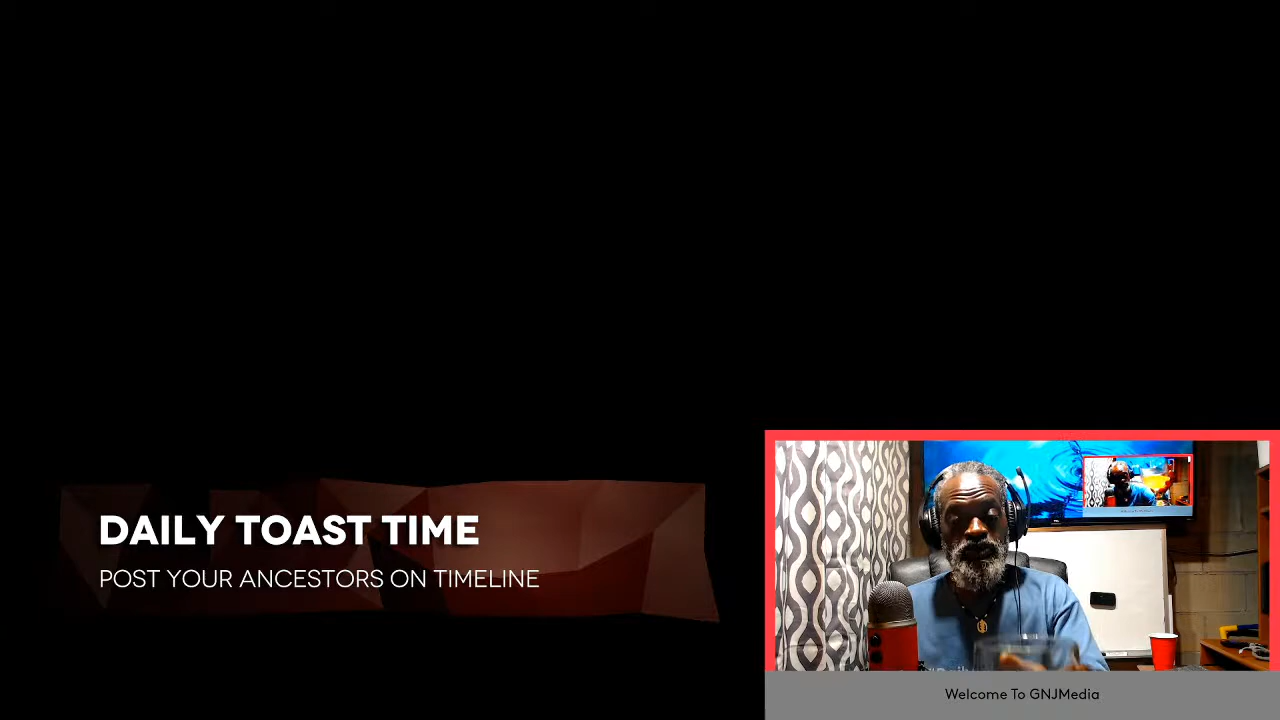 DAILY TOAST TIME
POST YOUR ANCESTORS ON TIMELINE
Welcome To GNJMedia